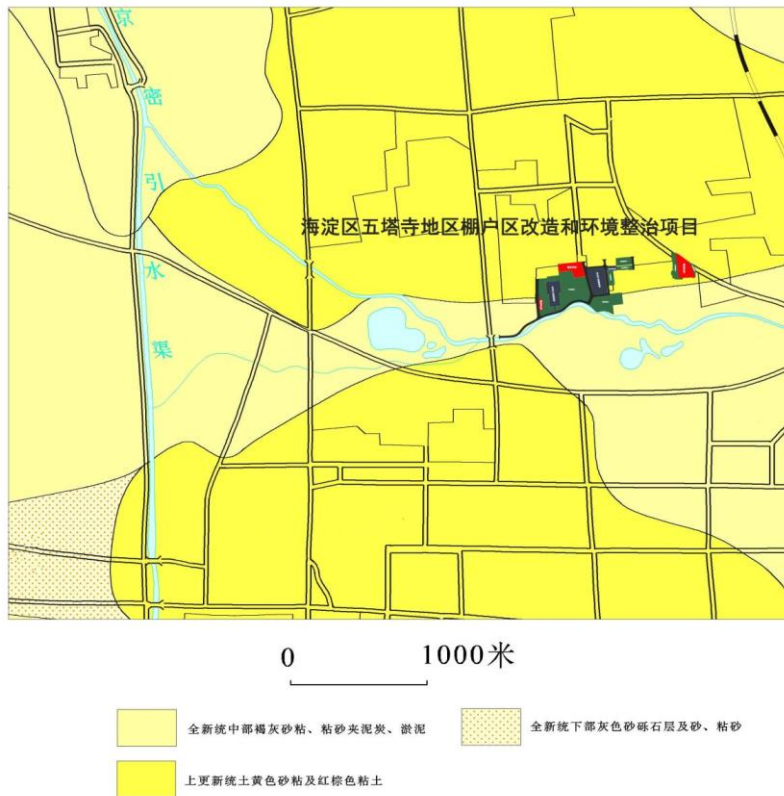 京
密
引
水
渠
海淀区五塔寺地区棚户区改造和环境整治项目
0 1000米
全新统中部褐灰砂粘、粘砂夹泥炭、淤泥
全新统下部灰色砂砾石层及砂、粘砂
上更新统土黄色砂粘及红棕色粘土